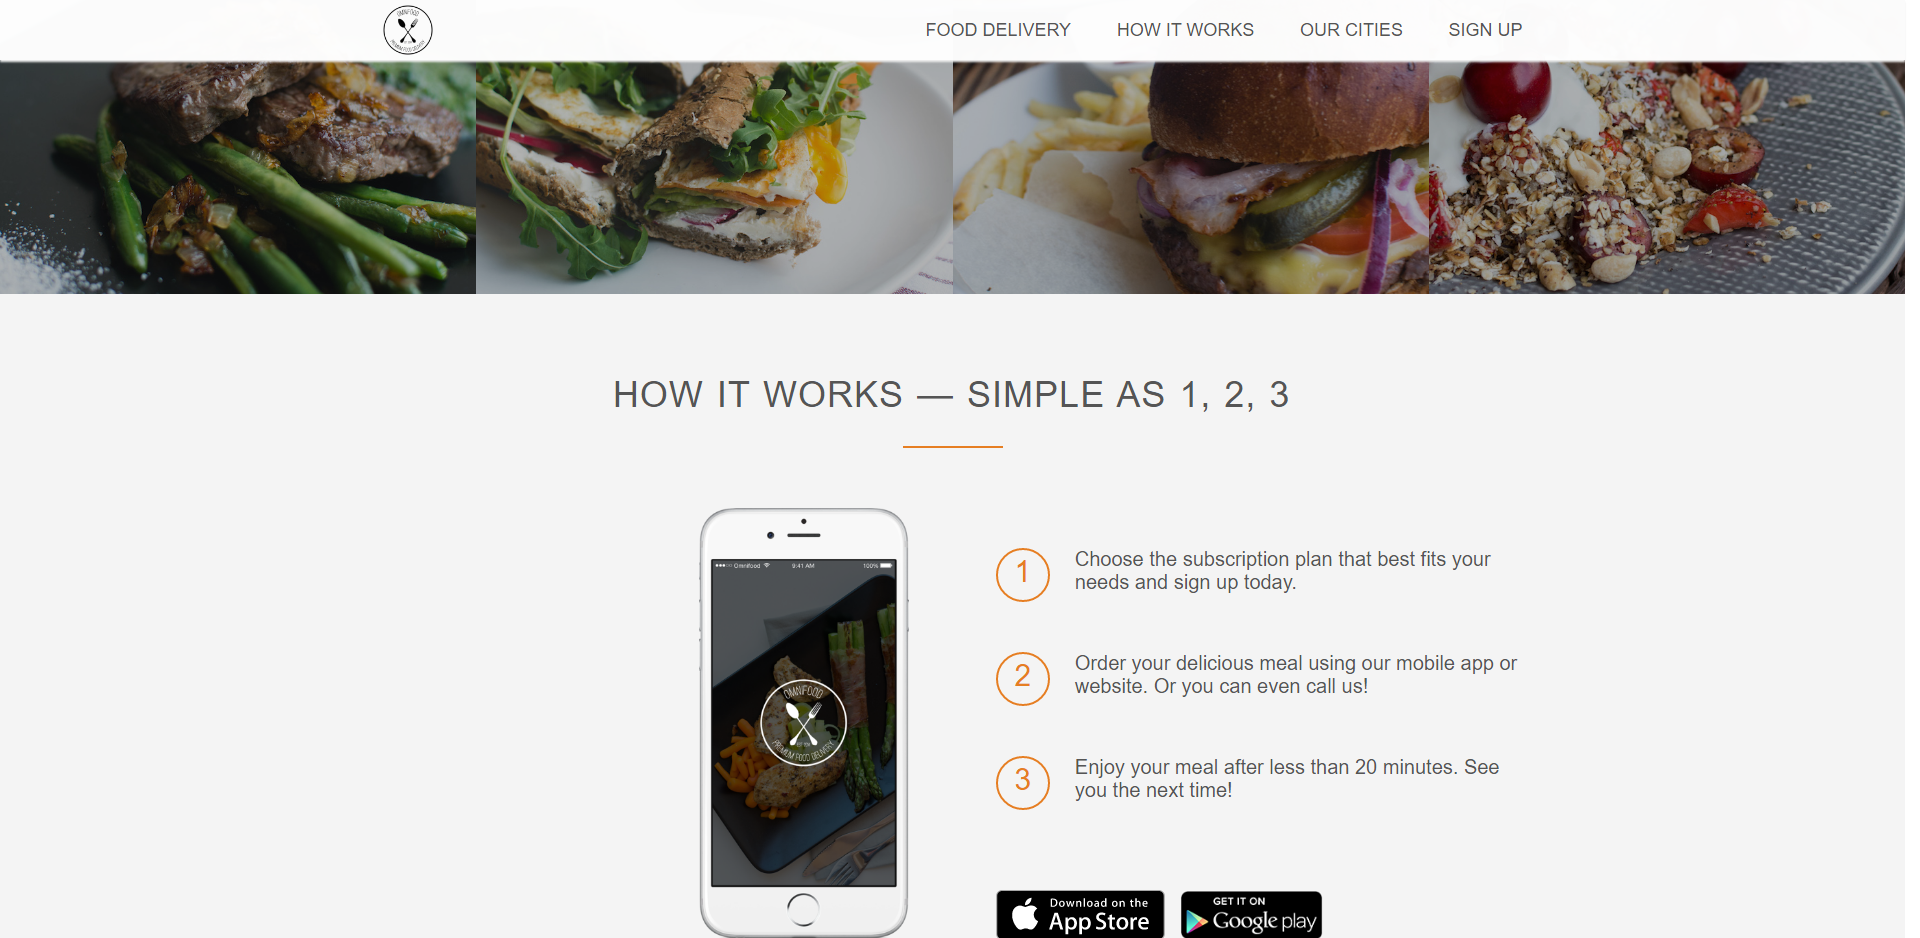 OMNIFOOD
PREMIUM FOOD DELIVERY
FOOD DELIVERY
HOW IT WORKS
OUR CITIES
SIGN UP
HOW IT WORKS — SIMPLE AS 1, 2, 3
Omnifood 9:41 AM 100%
OMNIFOOD
PREMIUM FOOD DELIVERY
1
Choose the subscription plan that best fits your
needs and sign up today.
2
Order your delicious meal using our mobile app or
website. Or you can even call us!
3
Enjoy your meal after less than 20 minutes. See
you the next time!
Download on the
App Store
GET IT ON
Google play